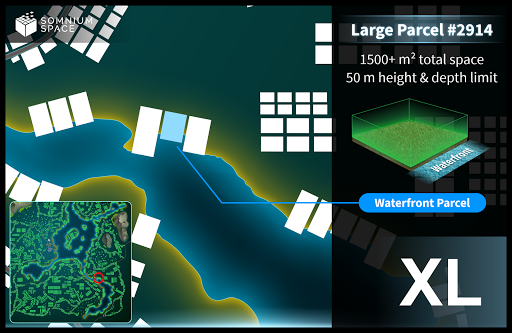 SOMNIUM
SPACE
Large Parcel #2914
1500+ m² total space
50 m height & depth limit
Waterfront
Waterfront Parcel
XL